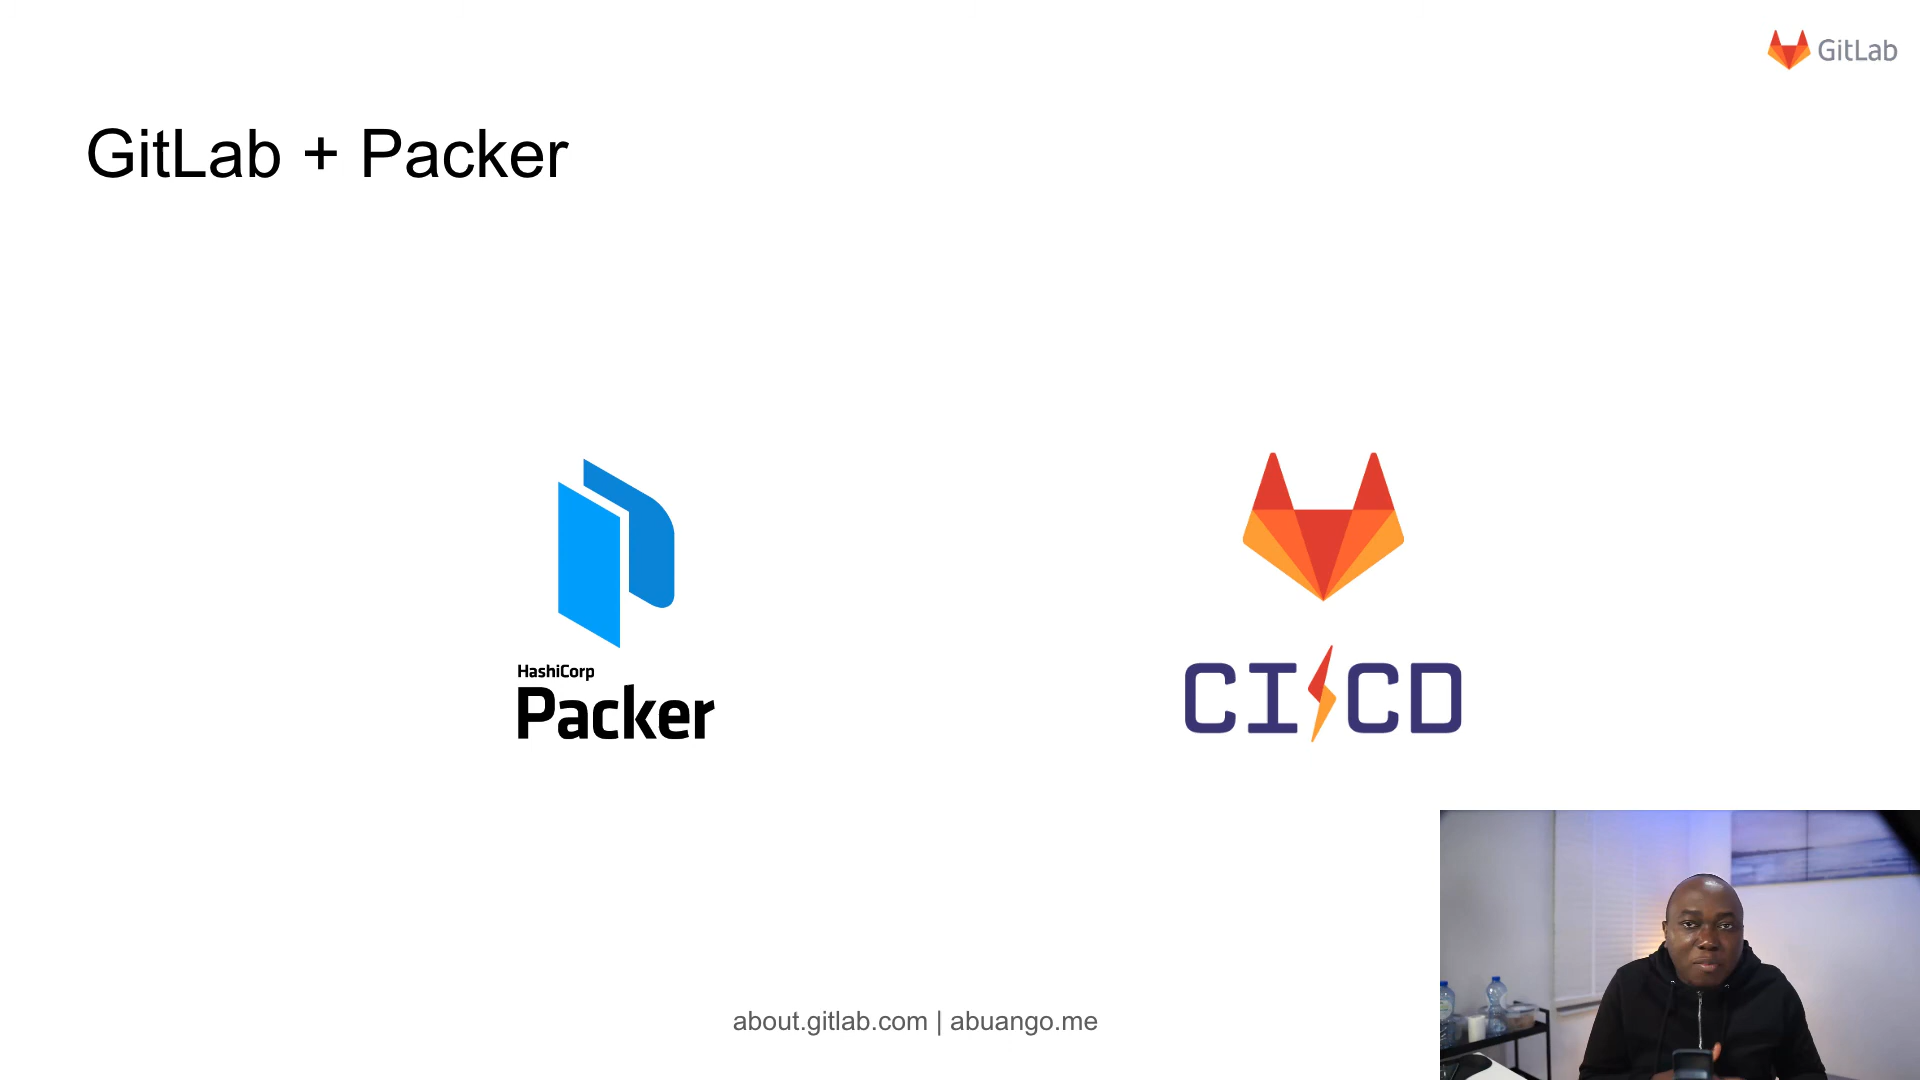 GitLab
GitLab + Packer
HashiCorp
Packer
CI CD
about.gitlab.com | abuango.me